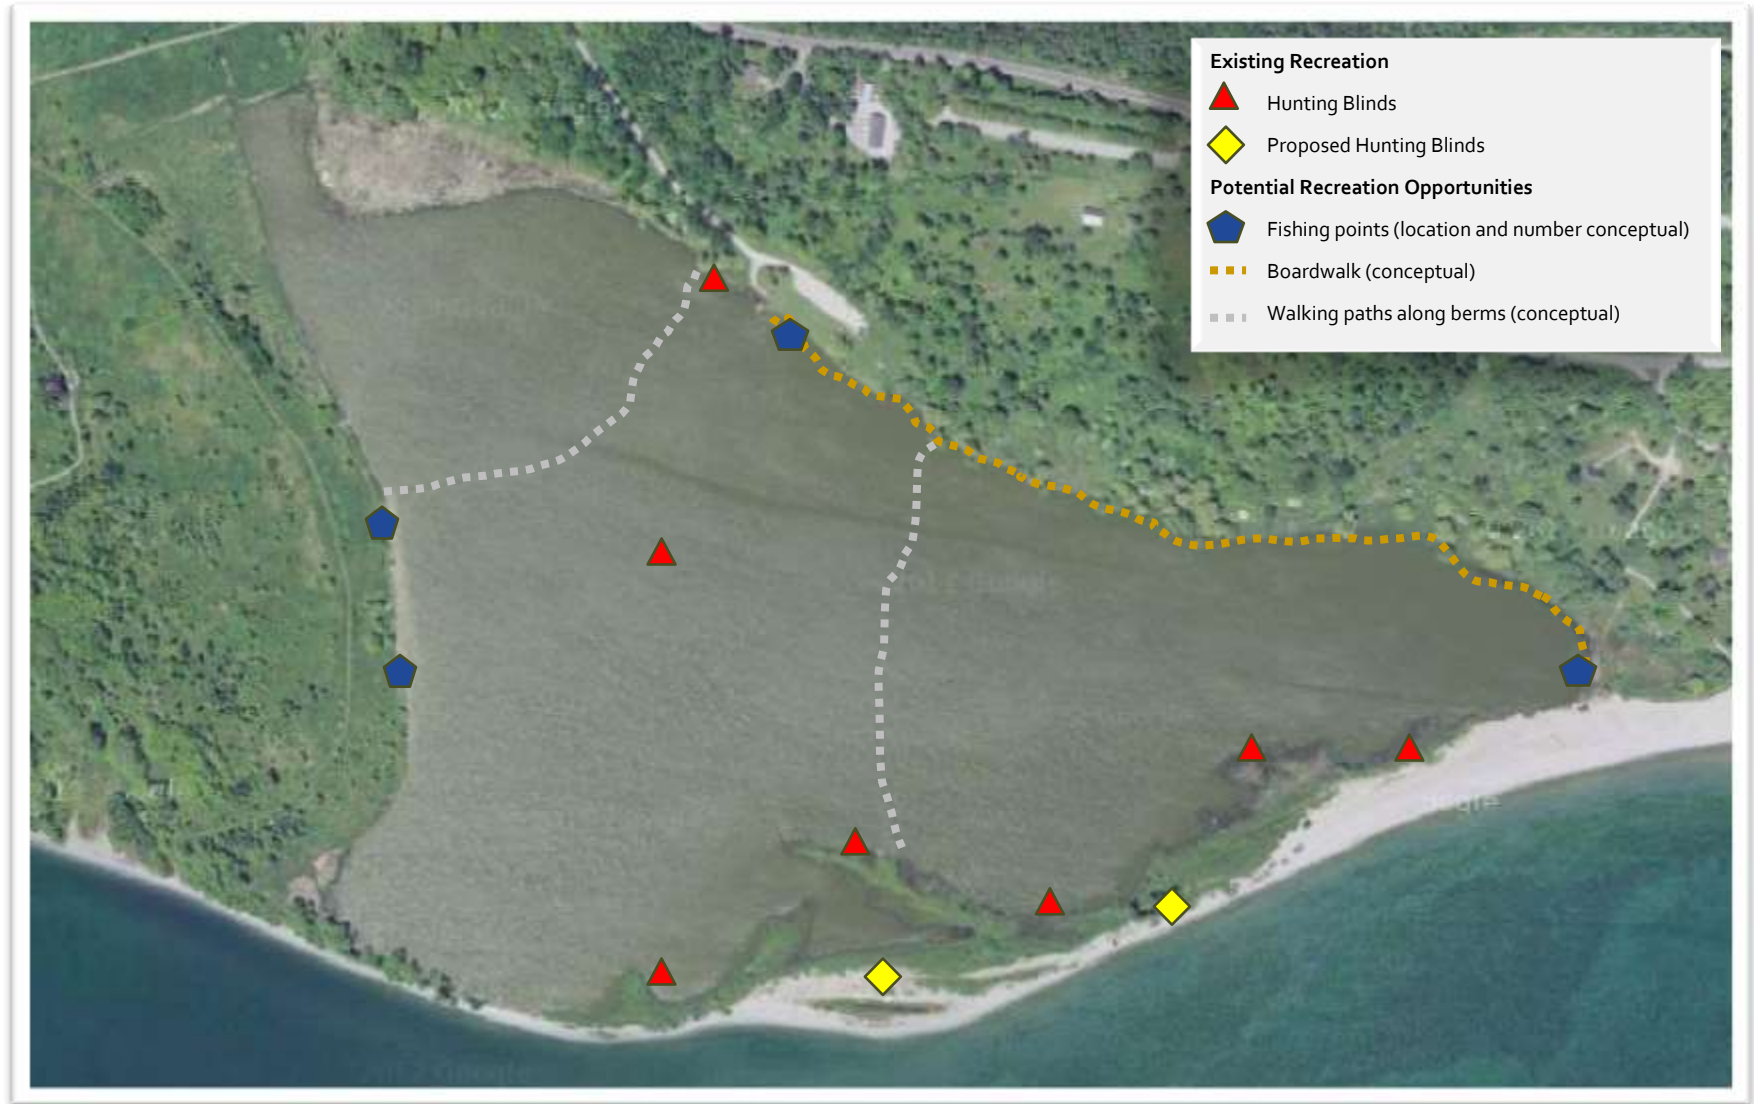 Existing Recreation
Hunting Blinds
Proposed Hunting Blinds
Potential Recreation Opportunities
Fishing points (location and number conceptual)
Boardwalk (conceptual)
Walking paths along berms (conceptual)